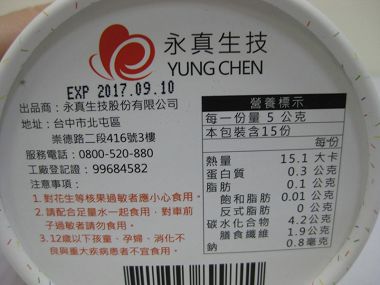 永真生技
YUNG CHEN
EXP 2017.09.10
出品商：永真生技股份有限公司
地址：台中市北屯區
崇德路二段416號3樓
服務電話：0800-520-880
工廠登記證：99684582
注意事項：
1.對花生等核果過敏者應小心食用。
2.請配合足量水一起食用，對車前
子過敏者請勿食用。
3.12歲以下孩童、孕婦、消化不
良與重大疾病患者不宜食用。
營養標示
每一份量 5 公克
本包裝含15份
每份
熱量 15.1 大卡
蛋白質 0.3 公克
脂肪 0.1 公克
飽和脂肪 0.01 公克
反式脂肪 0 公克
碳水化合物 4.2公克
膳食纖維 1.9公克
鈉 0.8毫克